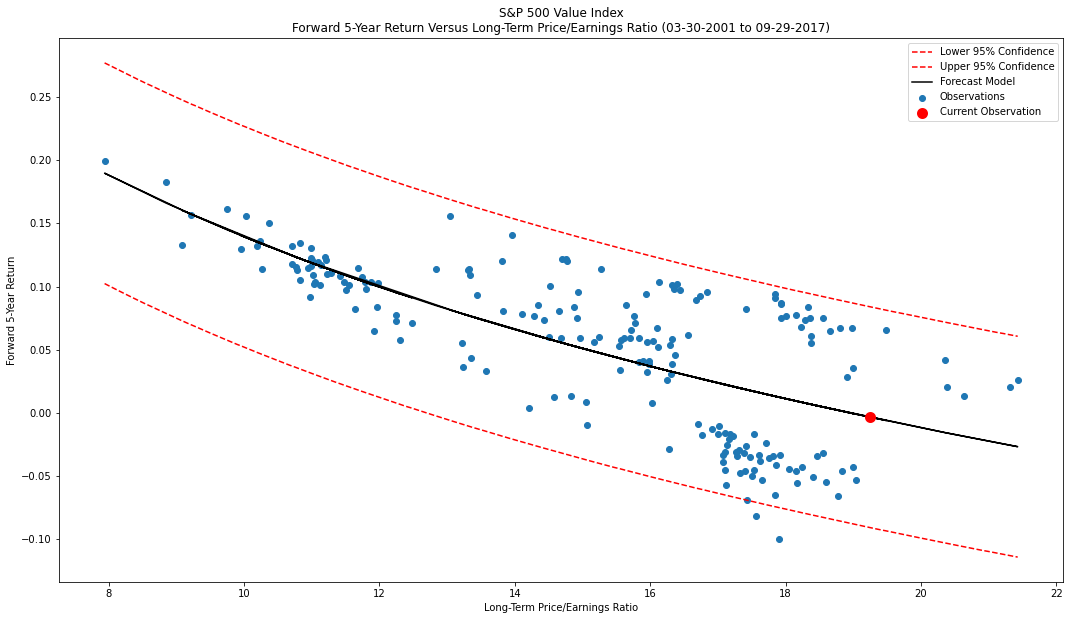 S&P 500 Value Index
Forward 5-Year Return Versus Long-Term Price/Earnings Ratio (03-30-2001 to 09-29-2017)
Lower 95% Confidence
Upper 95% Confidence
Forecast Model
Observations
Current Observation
Forward 5-Year Return
0.25
0.20
0.15
0.10
0.05
0.00
−0.05
−0.10
8
10
12
14
16
18
20
22
Long-Term Price/Earnings Ratio